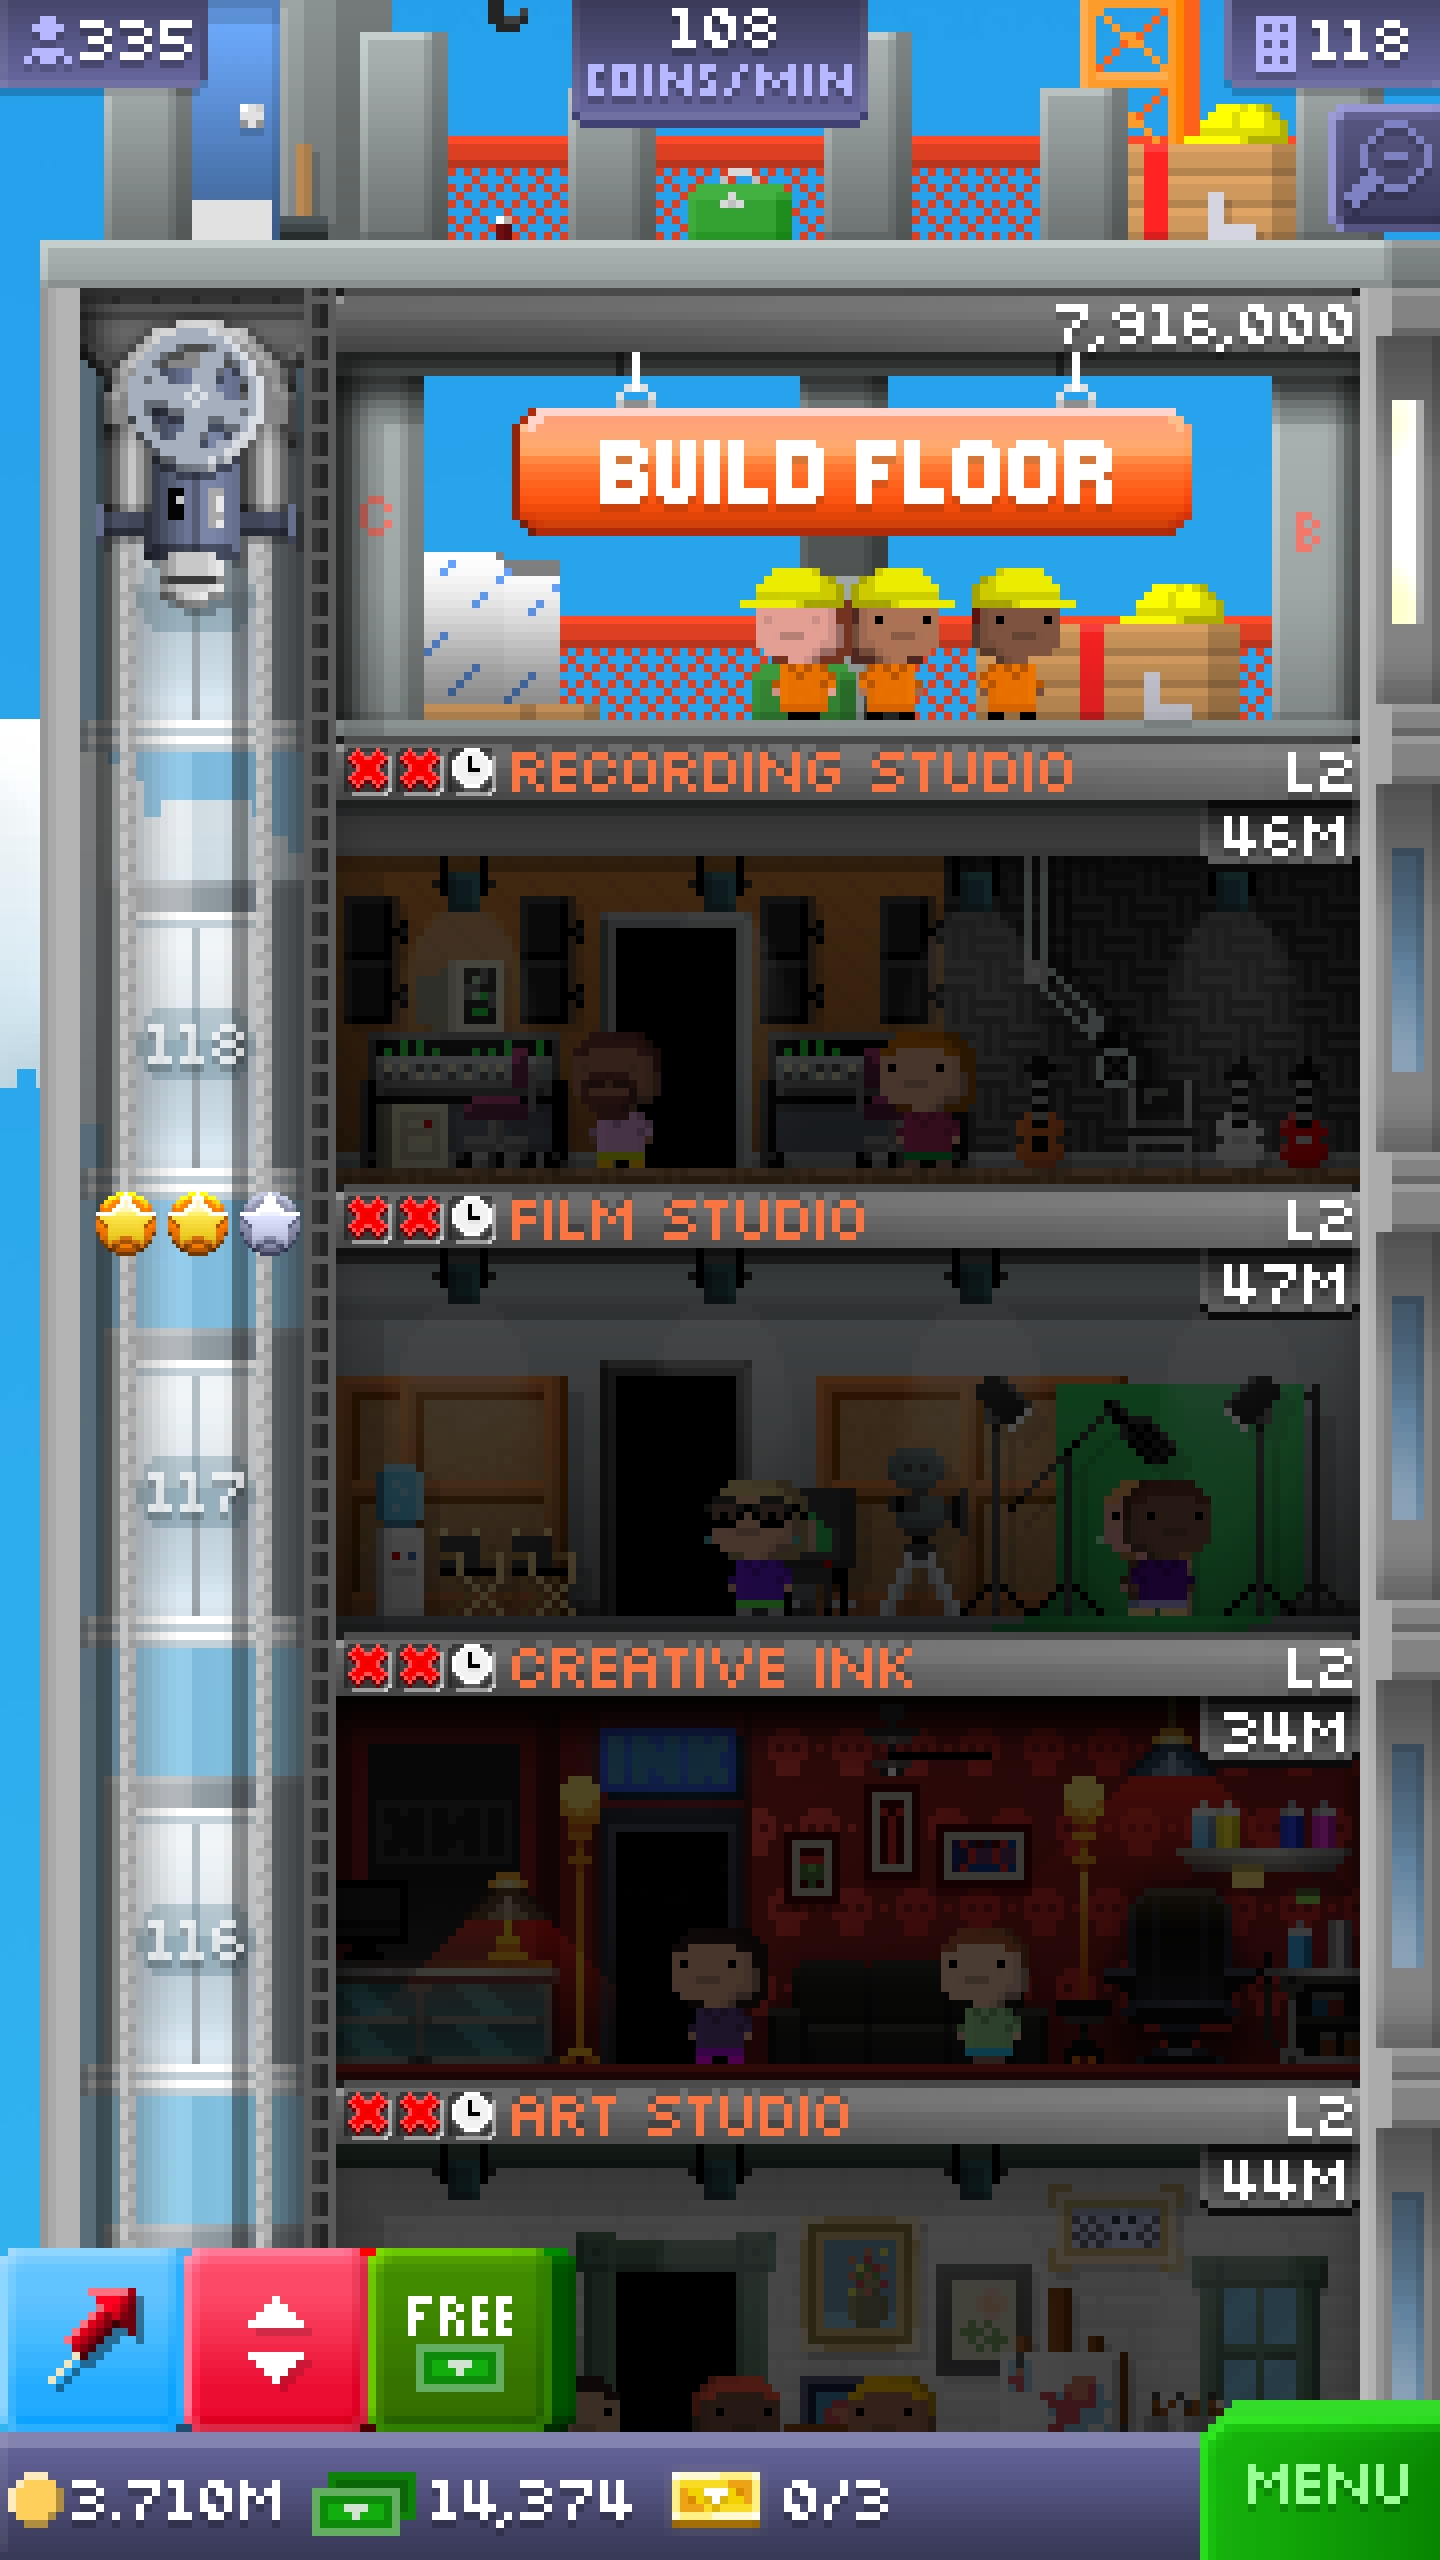 335
108
COINS/MIN
118
7,916,000
BUILD FLOOR
C
B
RECORDING STUDIO L2
46M
118
FILM STUDIO L2
47M
117
CREATIVE INK L2
34M
INK
116
ART STUDIO L2
44M
FREE
3.710M 14,374 0/3
MENU